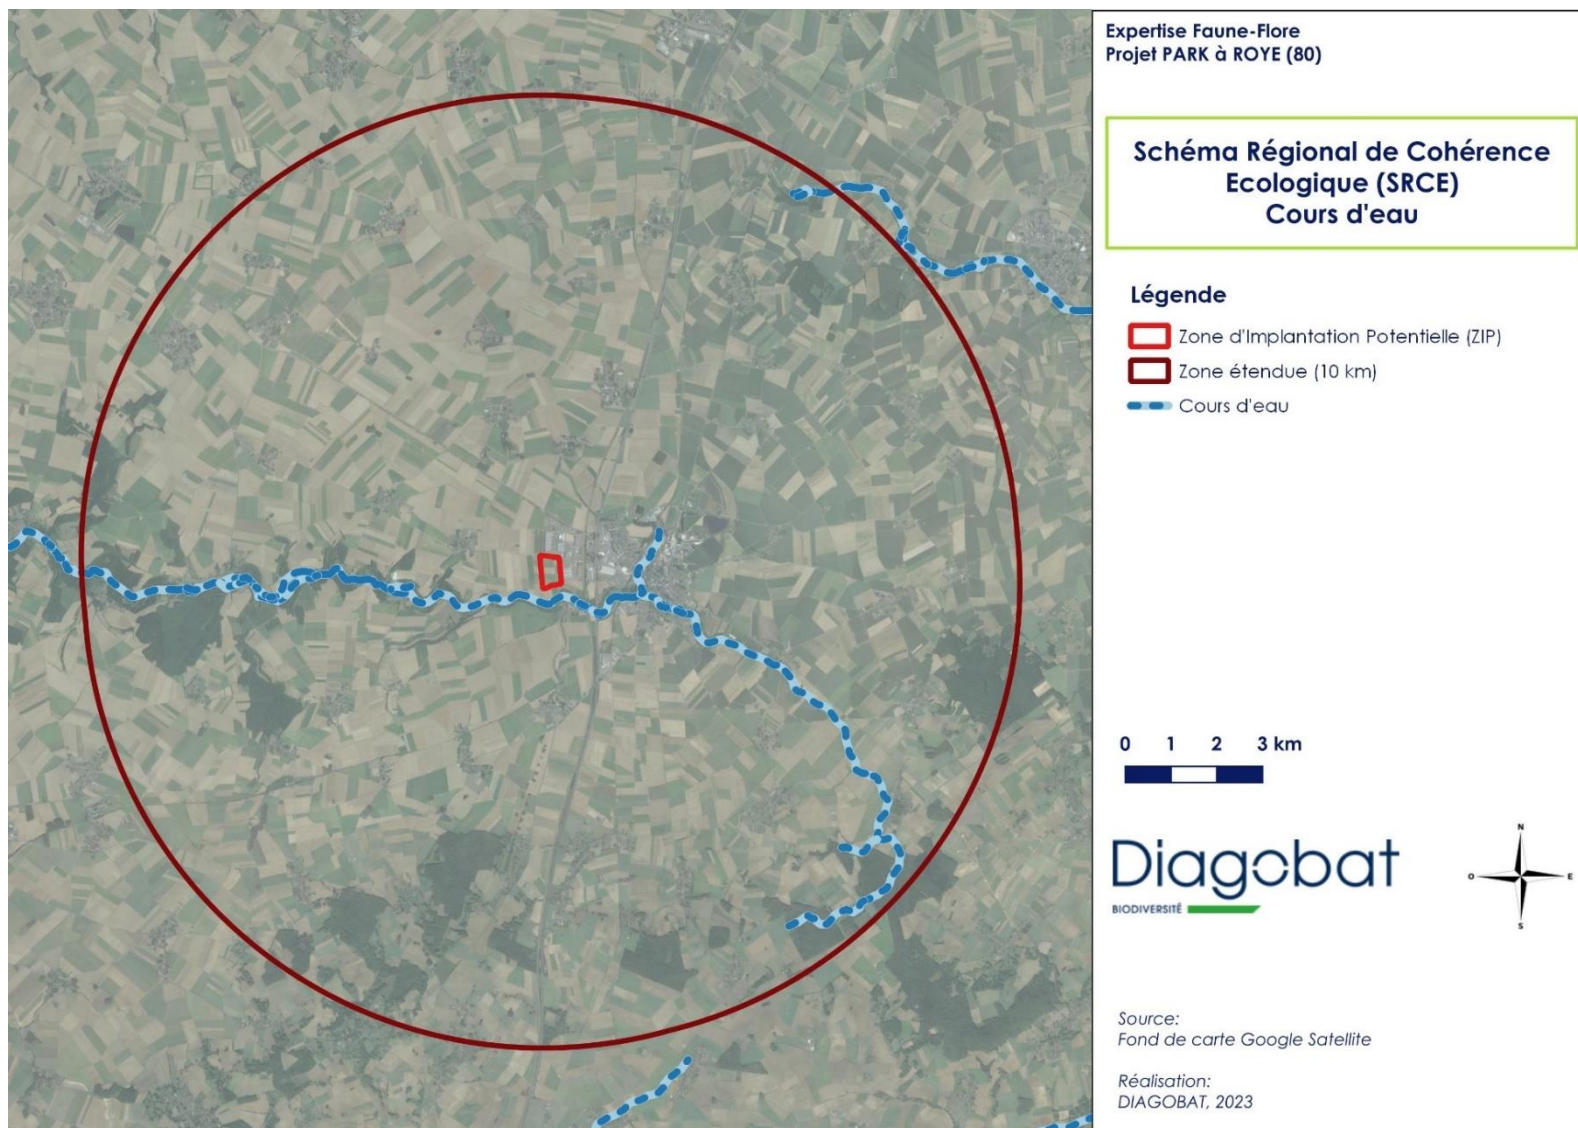 Expertise Faune-Flore
Projet PARK à ROYE (80)
Schéma Régional de Cohérence
Ecologique (SRCE)
Cours d'eau
Légende
Zone d'Implantation Potentielle (ZIP)
Zone étendue (10 km)
Cours d'eau
0 1 2 3 km
Diagobat
BIODIVERSITÉ
N
O E
S
Source:
Fond de carte Google Satellite
Réalisation:
DIAGOBAT, 2023